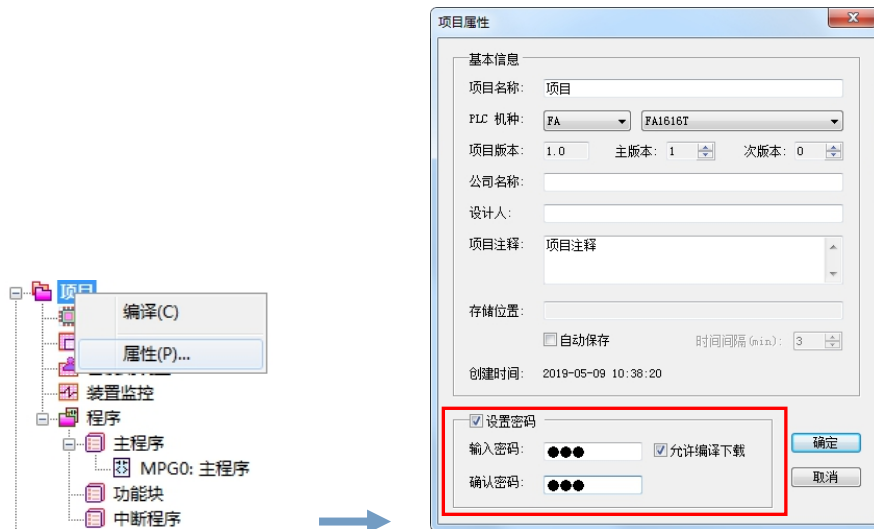 项目
编译(C)
属性(P)...
装置监控
程序
主程序
MPG0: 主程序
功能块
中断程序
项目属性
基本信息
项目名称: 项目
PLC 机种: FA FA1616T
项目版本: 1.0 主版本: 1 次版本: 0
公司名称:
设计人:
项目注释: 项目注释
存储位置:
自动保存 时间间隔(min): 3
创建时间: 2019-05-09 10:38:20
设置密码
输入密码: ●●● 允许编译下载
确认密码: ●●●
确定
取消